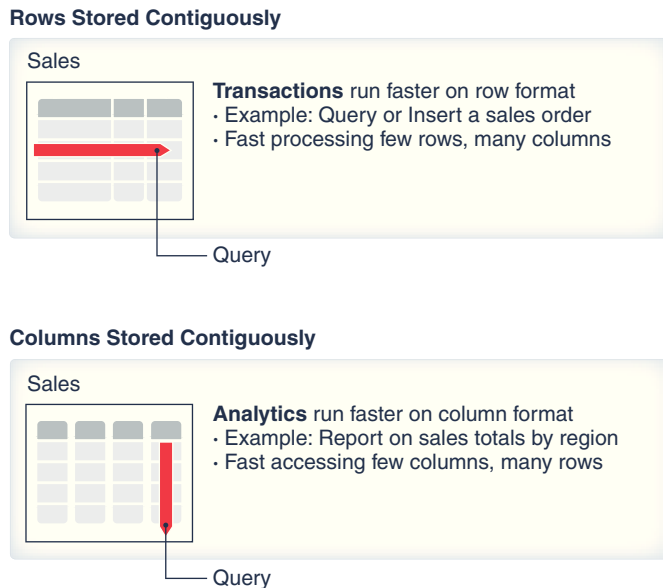 Rows Stored Contiguously
Sales
Transactions run faster on row format
· Example: Query or Insert a sales order
· Fast processing few rows, many columns
Query
Columns Stored Contiguously
Sales
Analytics run faster on column format
· Example: Report on sales totals by region
· Fast accessing few columns, many rows
Query